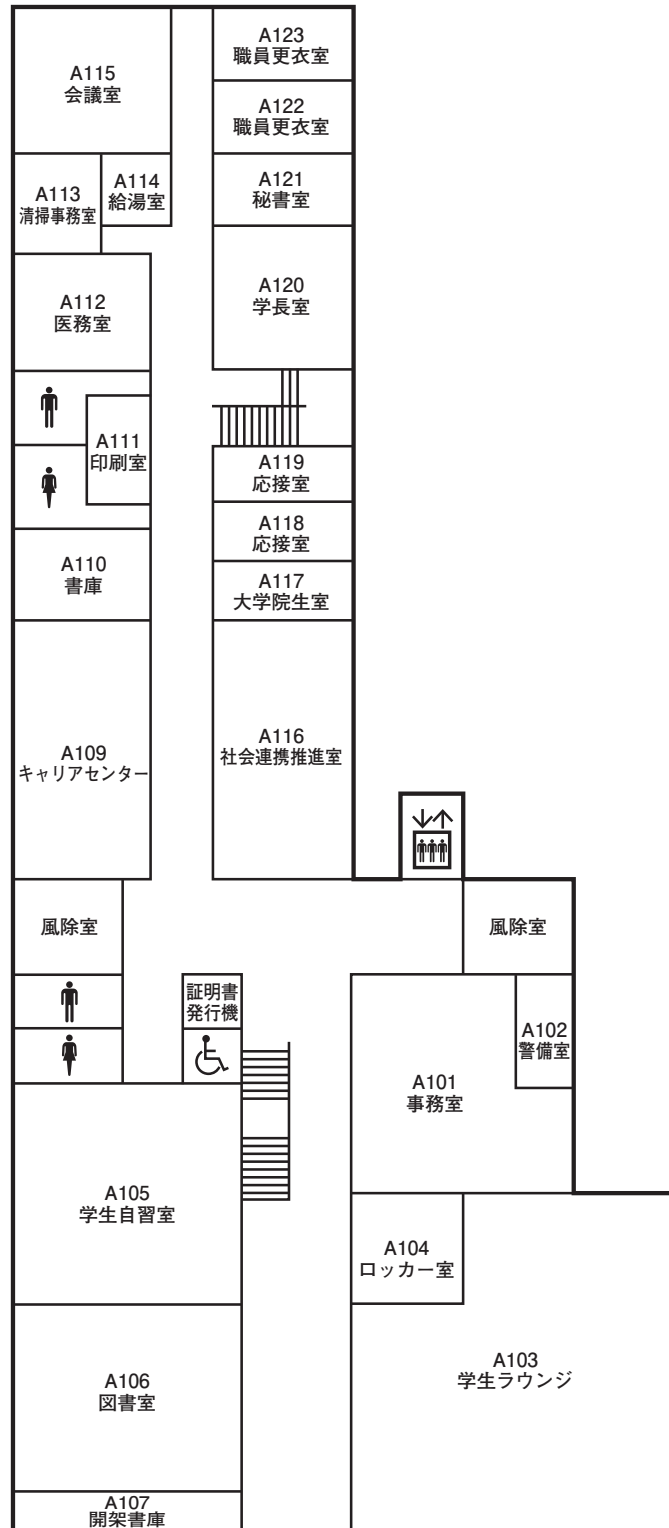 A115
会議室
A123
職員更衣室
A122
職員更衣室
A113
清掃事務室
A114
給湯室
A121
秘書室
A112
医務室
A120
学長室
A111
印刷室
A119
応接室
A118
応接室
A110
書庫
A117
大学院生室
A109
キャリアセンター
A116
社会連携推進室
風除室
風除室
証明書
発行機
A102
警備室
A101
事務室
A105
学生自習室
A104
ロッカー室
A106
図書室
A103
学生ラウンジ
A107
開架書庫